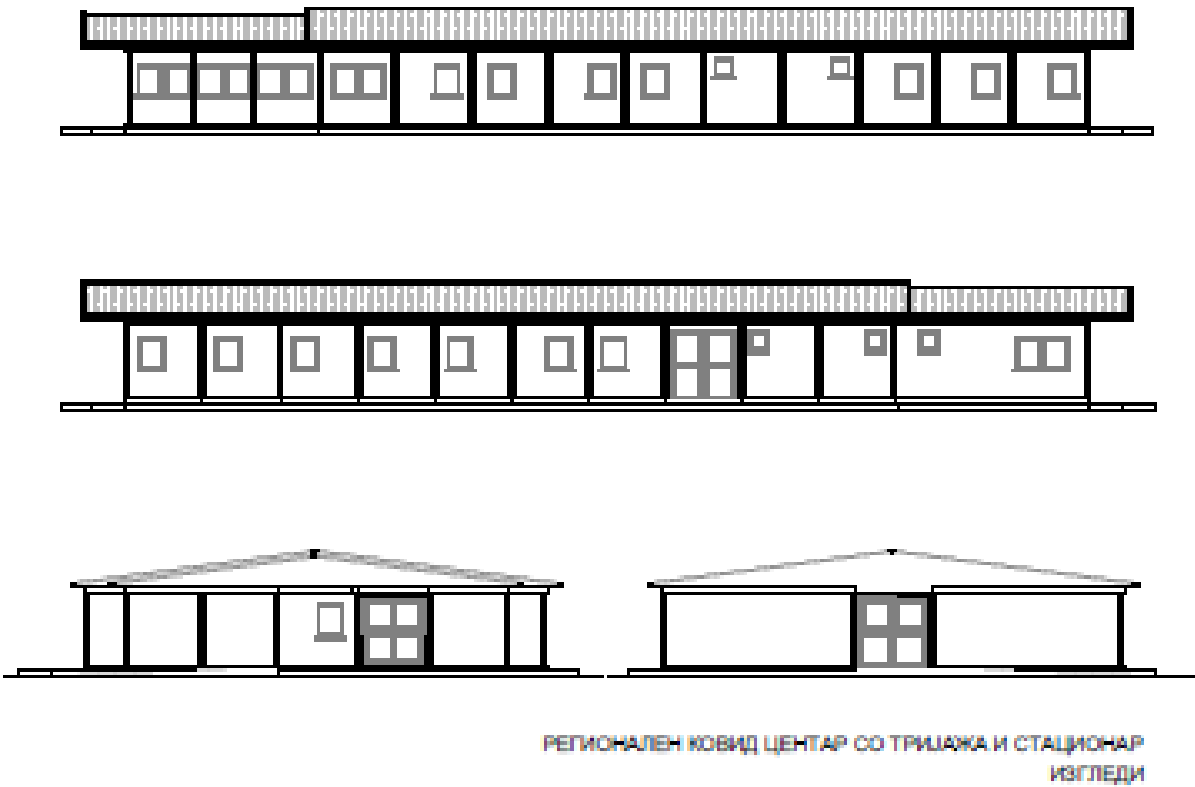 РЕГИОНАЛЕН КОВИД ЦЕНТАР СО ТРИЈАЖА И СТАЦИОНАР
ИЗГЛЕДИ